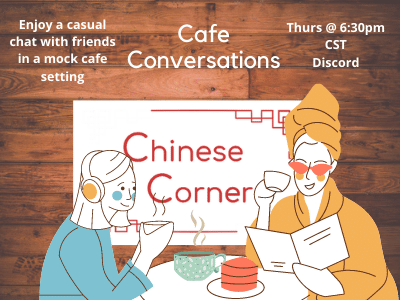 Enjoy a casual
chat with friends
in a mock cafe
setting
Cafe
Conversations
Thurs @ 6:30pm
CST
Discord
Chinese
Corner